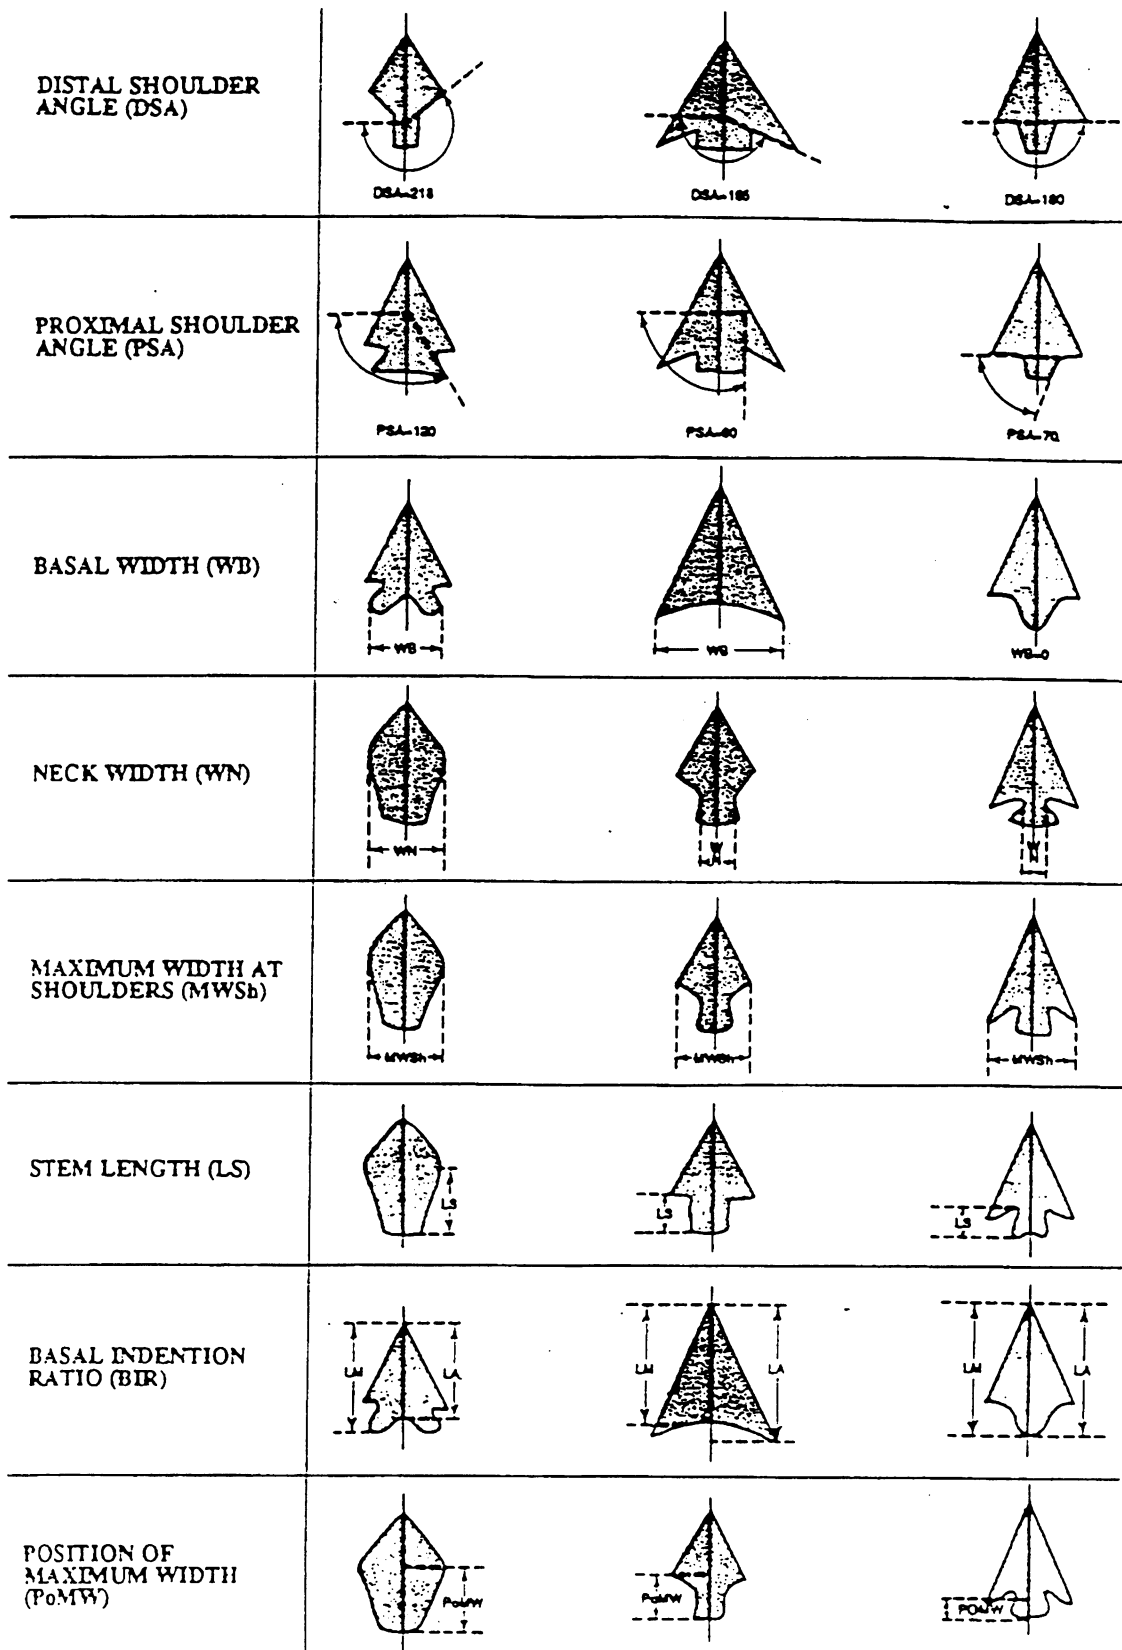 DISTAL SHOULDER
ANGLE (DSA)
DSA=218
DSA=185
DSA=180
PROXIMAL SHOULDER
ANGLE (PSA)
PSA=120
PSA=60
PSA=70
BASAL WIDTH (WB)
WB
WB
WB=0
NECK WIDTH (WN)
WN
WN
WN
MAXIMUM WIDTH AT
SHOULDERS (MWSh)
MWSh
MWSh
MWSh
STEM LENGTH (LS)
LS
LS
LS
BASAL INDENTION
RATIO (BIR)
LM
LA
LM
LA
LM
LA
POSITION OF
MAXIMUM WIDTH
(PoMW)
PoMW
PoMW
POMW